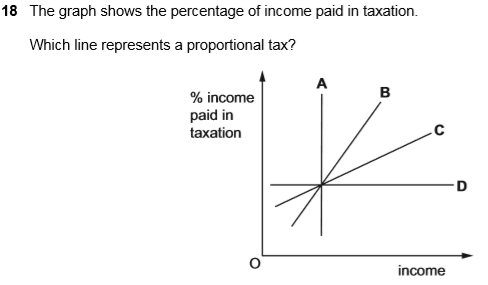 18 The graph shows the percentage of income paid in taxation.
Which line represents a proportional tax?
A
B
% income
paid in
taxation
C
D
O
income